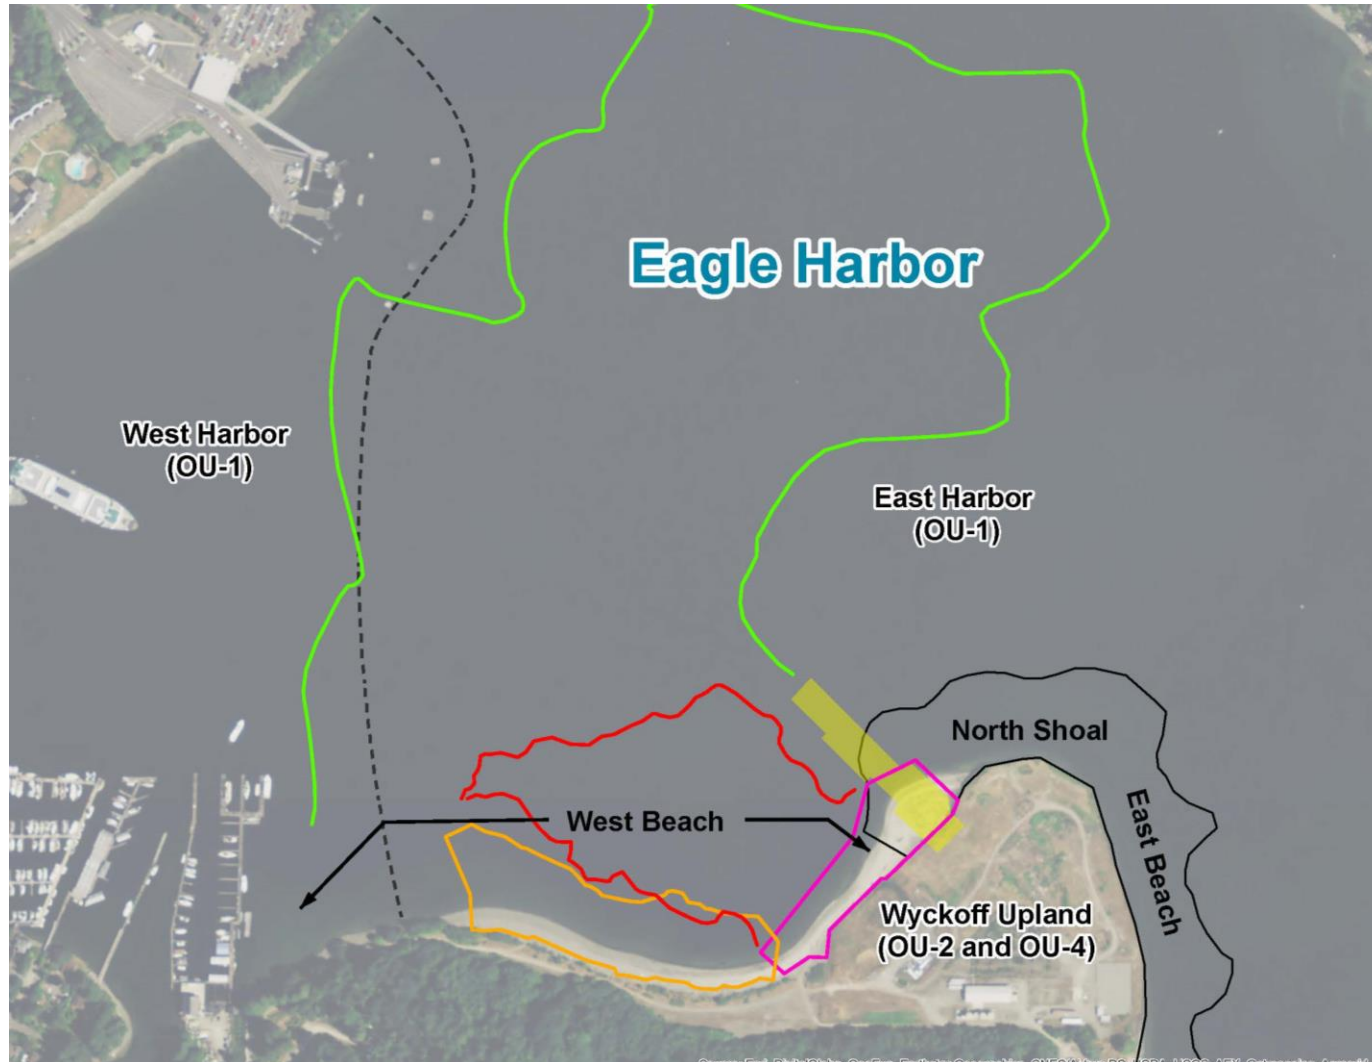 Eagle Harbor
West Harbor
(OU-1)
East Harbor
(OU-1)
North Shoal
West Beach
East Beach
Wyckoff Upland
(OU-2 and OU-4)